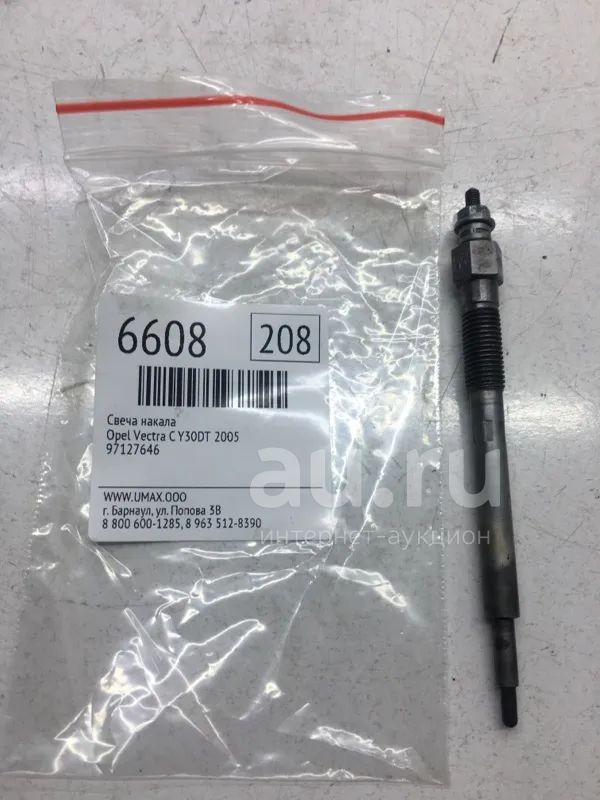 6608 208
Свеча накала
Opel Vectra C Y30DT 2005
97127646
WWW.UMAX.OOO
г. Барнаул, ул. Попова 3В
8 800 600-1285, 8 963 512-8390
au.ru
интернет-аукцион